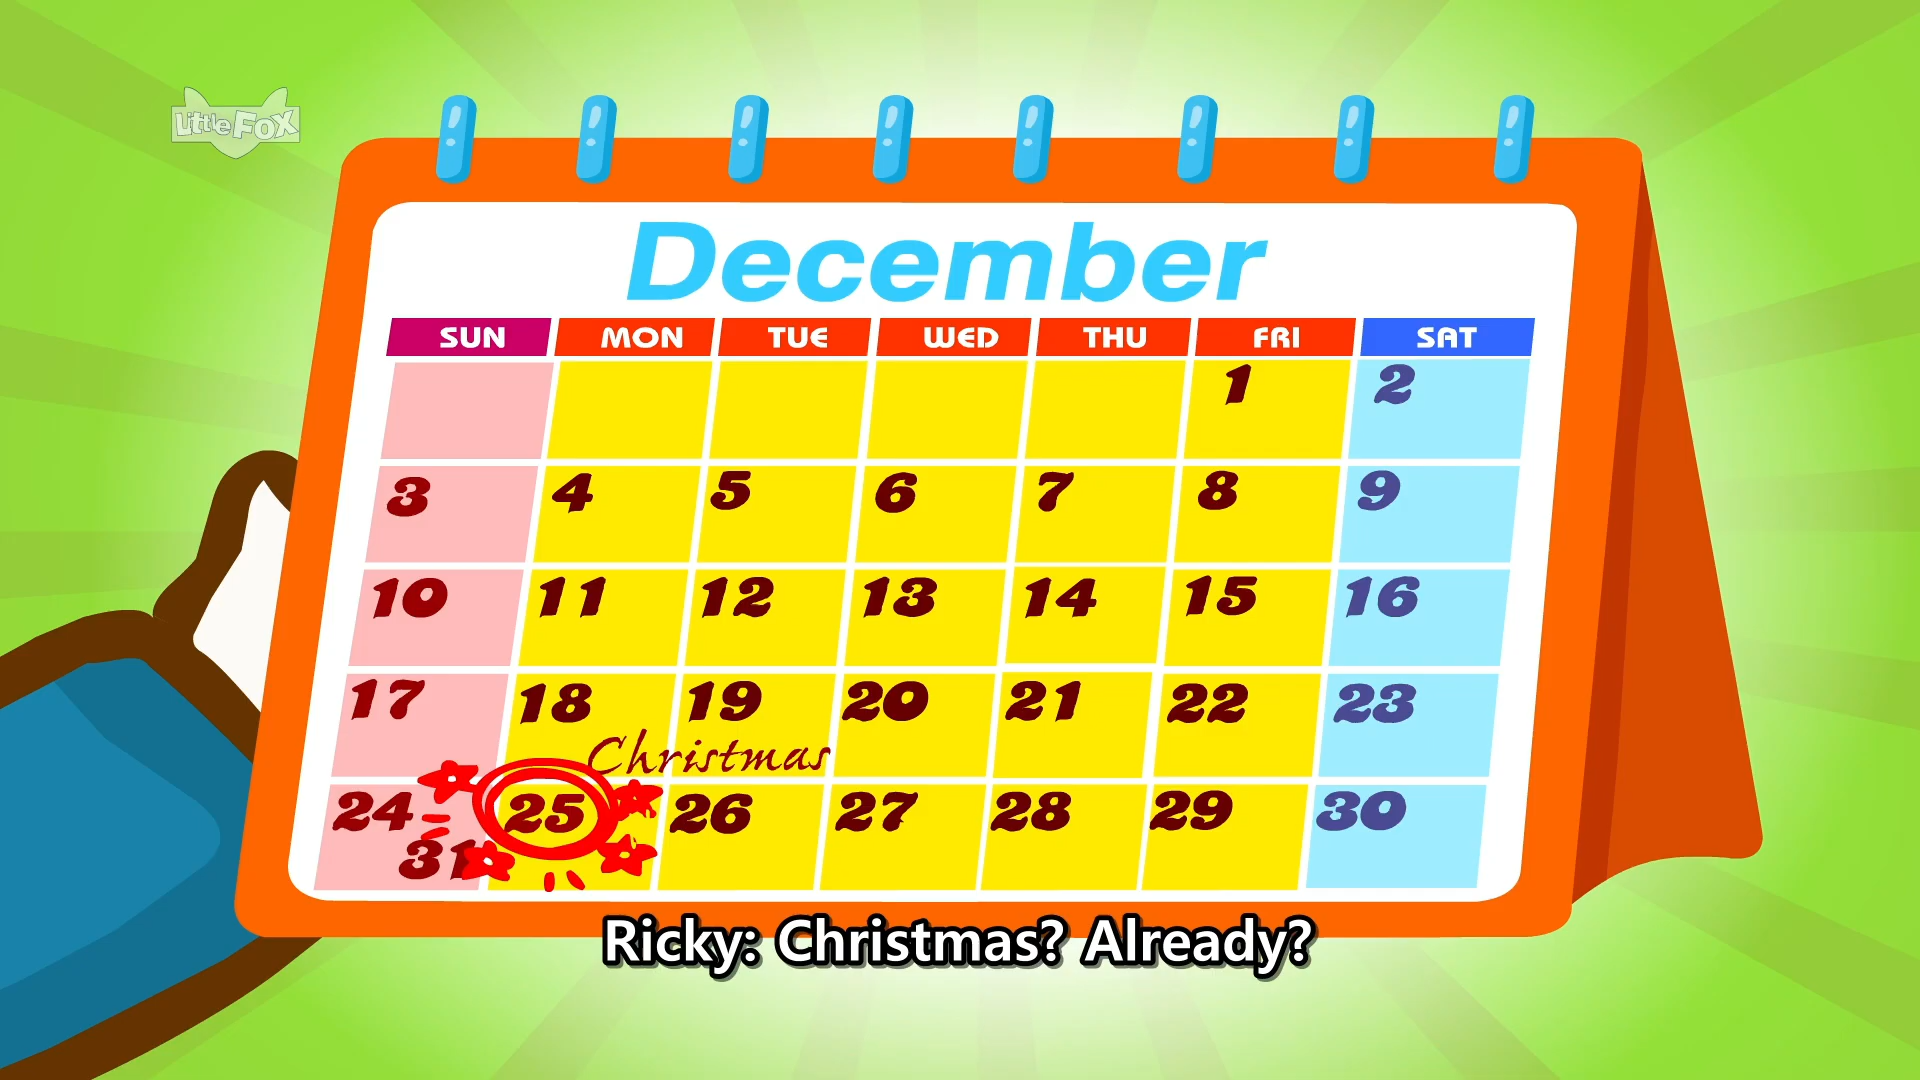 Little Fox
December
SUN MON TUE WED THU FRI SAT
1 2
3 4 5 6 7 8 9
10 11 12 13 14 15 16
17 18 19 20 21 22 23
Christmas
24 25 26 27 28 29 30
31
Ricky: Christmas? Already?